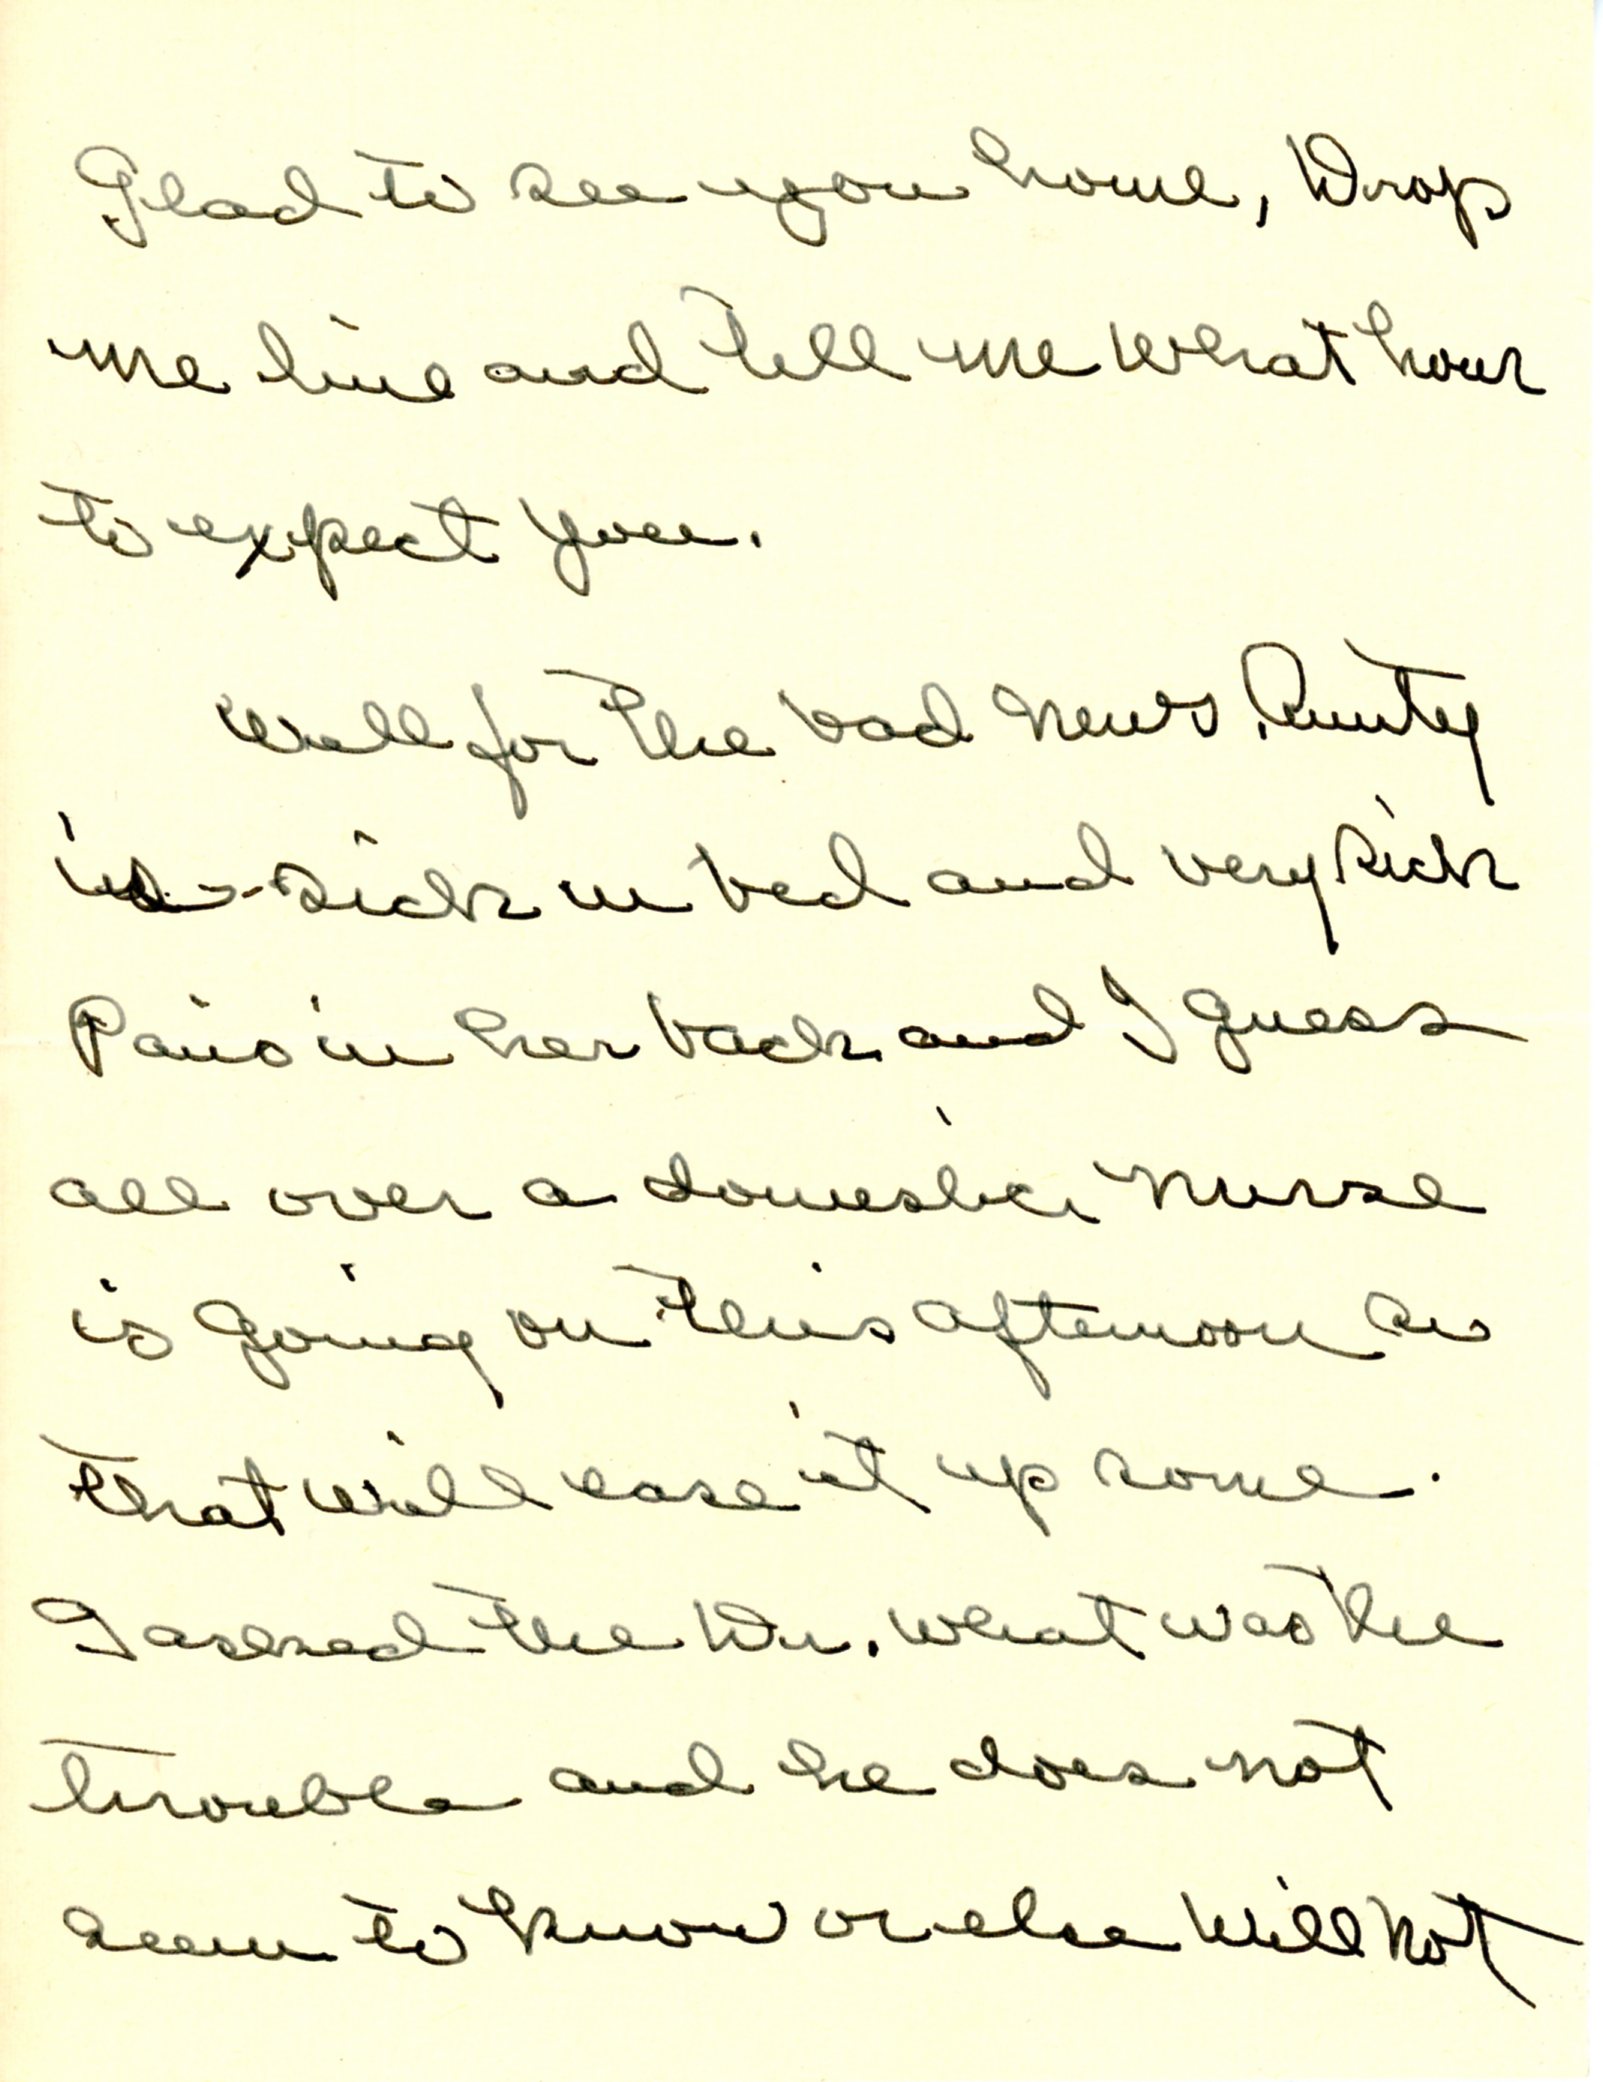 Glad to see you home, Drop
me line and tell me what hour
to expect you.
Well for the bad news. Aunty
is sick in bed and very sick
Pains in her back and I guess
all over a domestic nurse
is going on this afternoon so
that will ease it up some.
I asked the Dr. what was the
trouble and he does not
seem to know or else will not